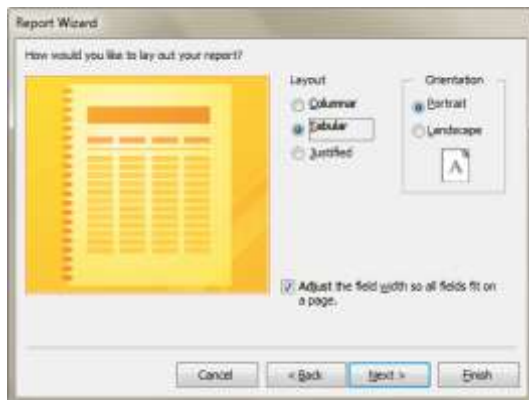 Report Wizard
How would you like to lay out your report?
Layout
Columnar
Tabular
Justified
Orientation
Portrait
Landscape
A
Adjust the field width so all fields fit on
a page.
Cancel
< Back
Next >
Finish